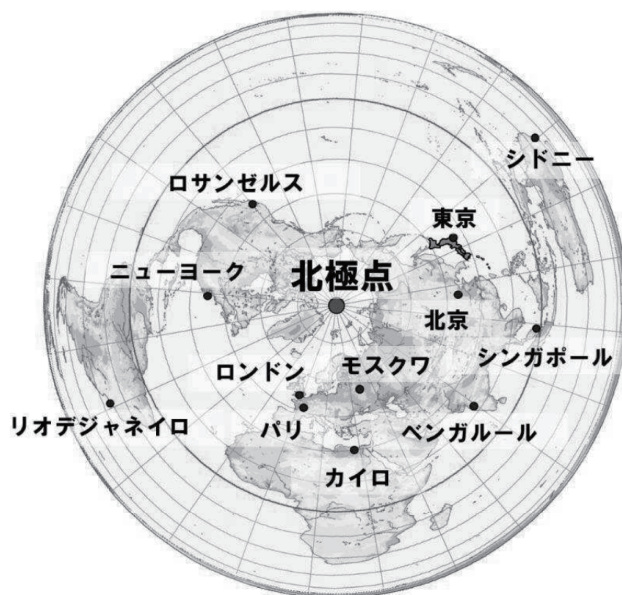 シドニー
ロサンゼルス
東京
ニューヨーク
北極点
北京
シンガポール
ロンドン
モスクワ
リオデジャネイロ
パリ
ベンガルール
カイロ